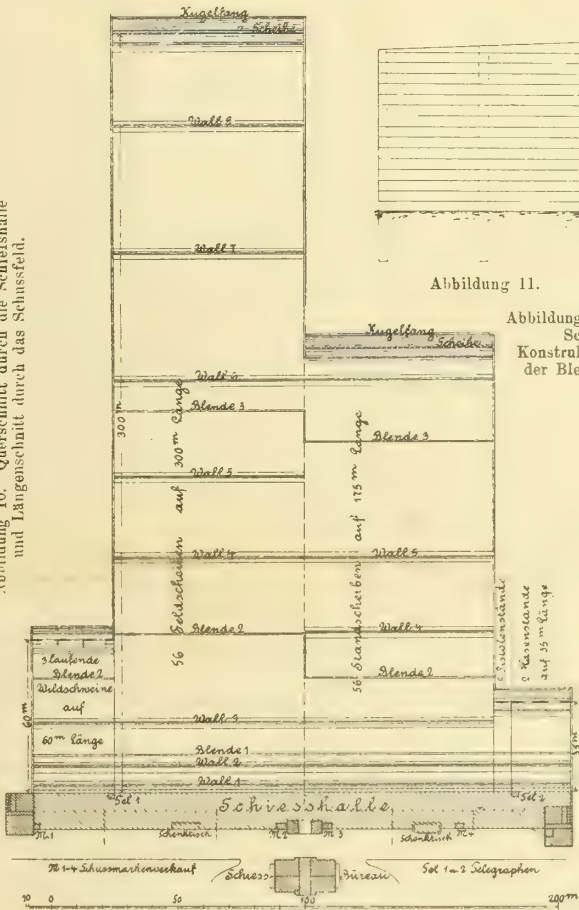 Kugelfang
Scheibe
Wall 8
Wall 7
Abbildung 10. Querschnitt durch die Schießhalle
und Längenschnitt durch das Schussfeld.
Abbildung 11.
Abbildung
Konstruk
der Ble
Kugelfang
Scheibe
Wall 6
Blende 3
Blende 3
300 m
56 Feldscheiben auf 300 m Länge
56 Standscheiben auf 175 m Länge
Wall 5
Wall 4
Wall 5
Blende 2
Wall 4
Blende 2
Pistolenstände
2 Hasenstände
auf 35 m Länge
3 laufende
Blende 2
Wildschweine
auf
60 m
60 m Länge
Wall 3
Blende 1
Wall 2
Wall 1
Tel 1
Tel 2
Schiesshalle
M 1
Schenktisch
M 2
M 3
Schenktisch
M 4
M 1-4 Schussmarkenverkauf
Schiess Büreau
Tel 1-2 Telegraphen
10
0
50
100
200 m